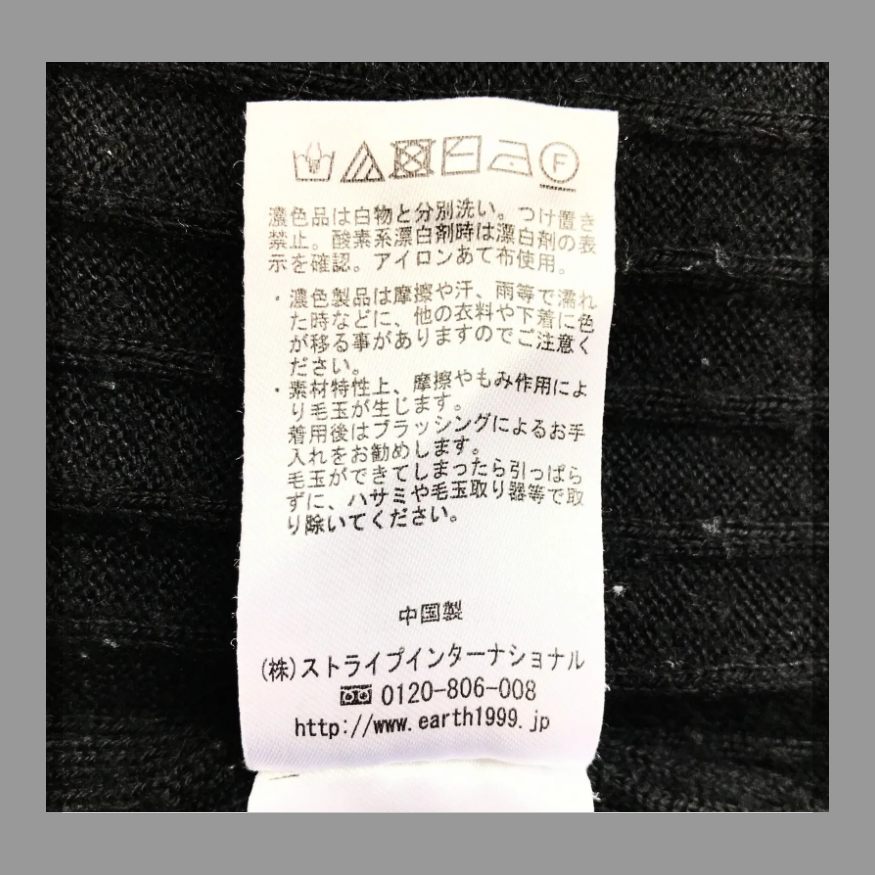 F
濃色品は白物と分別洗い。つけ置き
禁止。酸素系漂白剤時は漂白剤の表
示を確認。アイロンあて布使用。
・濃色製品は摩擦や汗、雨等で濡れ
た時などに、他の衣料や下着に色
が移る事がありますのでご注意く
ださい。
・素材特性上、摩擦やもみ作用によ
り毛玉が生じます。
着用後はブラッシングによるお手
入れをお勧めします。
毛玉ができてしまったら引っぱら
ずに、ハサミや毛玉取り器等で取
り除いてください。
中国製
(株)ストライプインターナショナル
0120-806-008
http://www.earth1999.jp